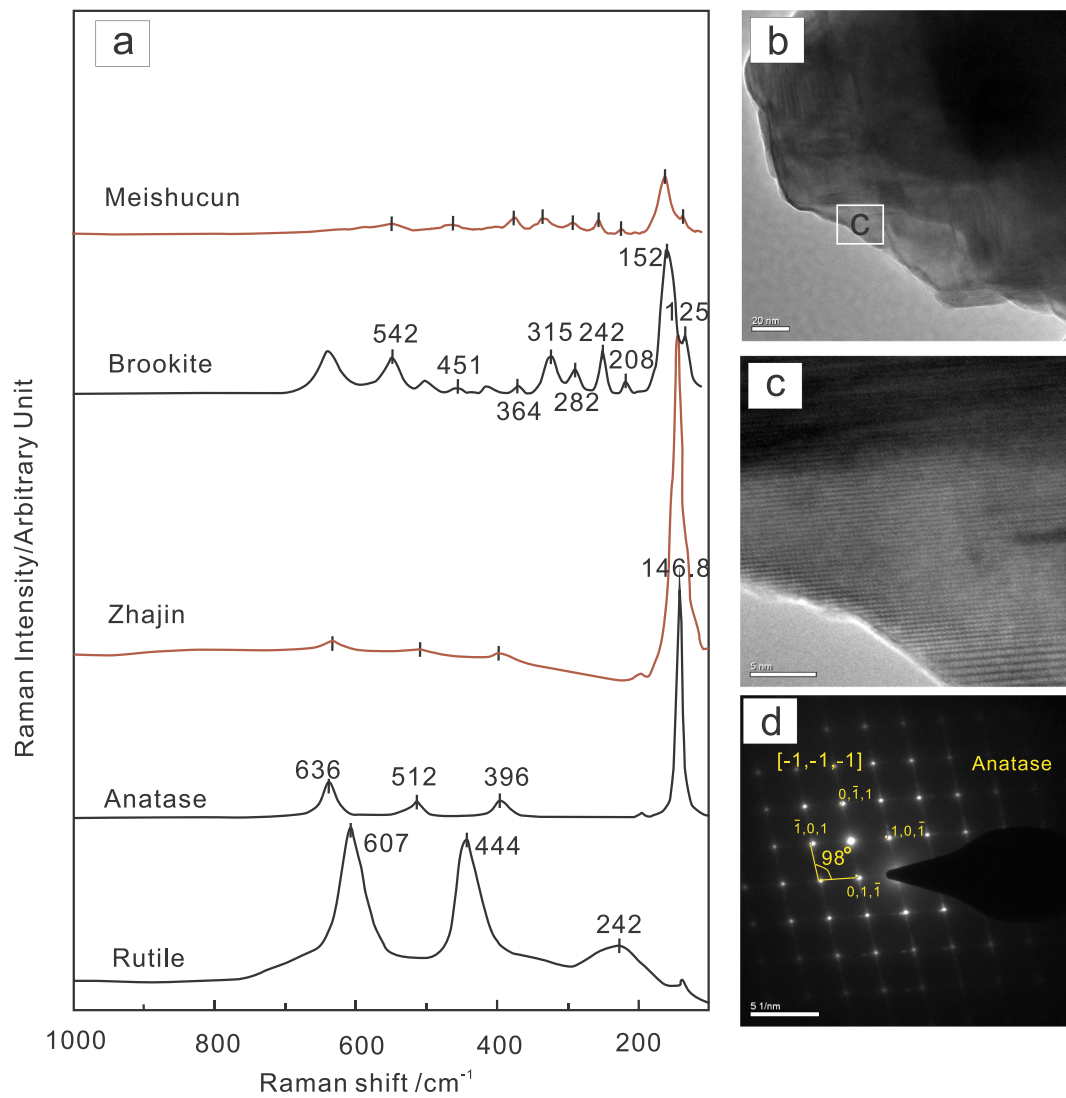 a
Meishucun
152
125
542
315
242
451
208
Brookite
364
282
146.8
Zhajin
636
512
396
Anatase
607
444
242
Rutile
1000
800
600
400
200
Raman shift /cm⁻¹
Raman Intensity/Arbitrary Unit
b
c
20 nm
c
5 nm
d
[-1,-1,-1]
Anatase
0,1̄,1
1̄,0,1
1,0,1̄
98°
0,1,1̄
5 1/nm